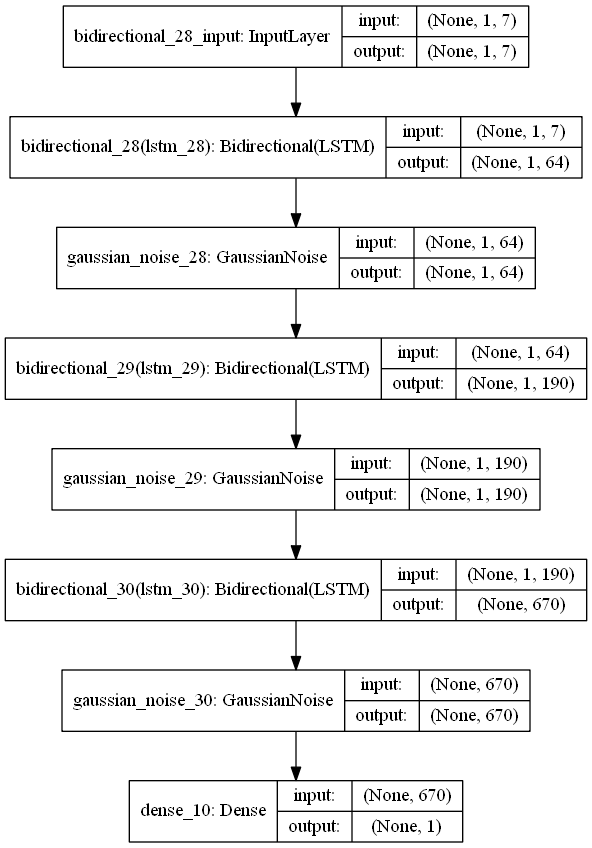 bidirectional_28_input: InputLayer
input: (None, 1, 7)
output: (None, 1, 7)
bidirectional_28(lstm_28): Bidirectional(LSTM)
input: (None, 1, 7)
output: (None, 1, 64)
gaussian_noise_28: GaussianNoise
input: (None, 1, 64)
output: (None, 1, 64)
bidirectional_29(lstm_29): Bidirectional(LSTM)
input: (None, 1, 64)
output: (None, 1, 190)
gaussian_noise_29: GaussianNoise
input: (None, 1, 190)
output: (None, 1, 190)
bidirectional_30(lstm_30): Bidirectional(LSTM)
input: (None, 1, 190)
output: (None, 670)
gaussian_noise_30: GaussianNoise
input: (None, 670)
output: (None, 670)
dense_10: Dense
input: (None, 670)
output: (None, 1)